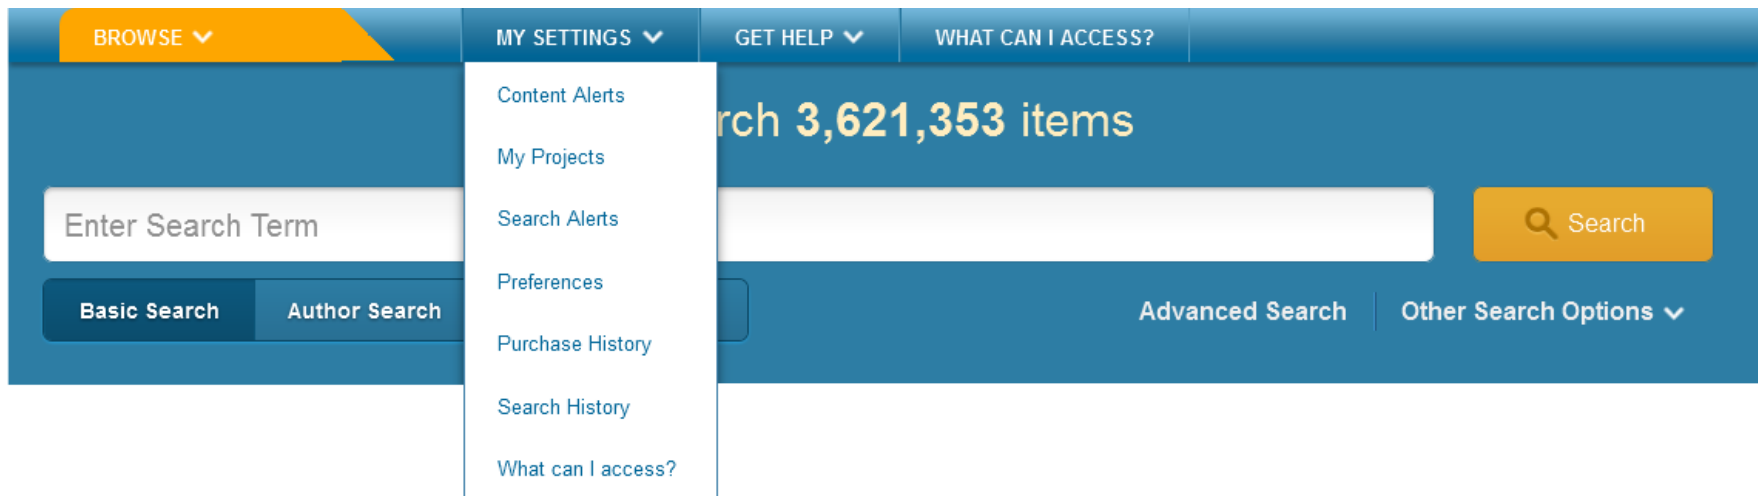 BROWSE
MY SETTINGS
GET HELP
WHAT CAN I ACCESS?
Content Alerts
My Projects
Search Alerts
Preferences
Purchase History
Search History
What can I access?
rch 3,621,353 items
Enter Search Term
Search
Basic Search
Author Search
Advanced Search
Other Search Options